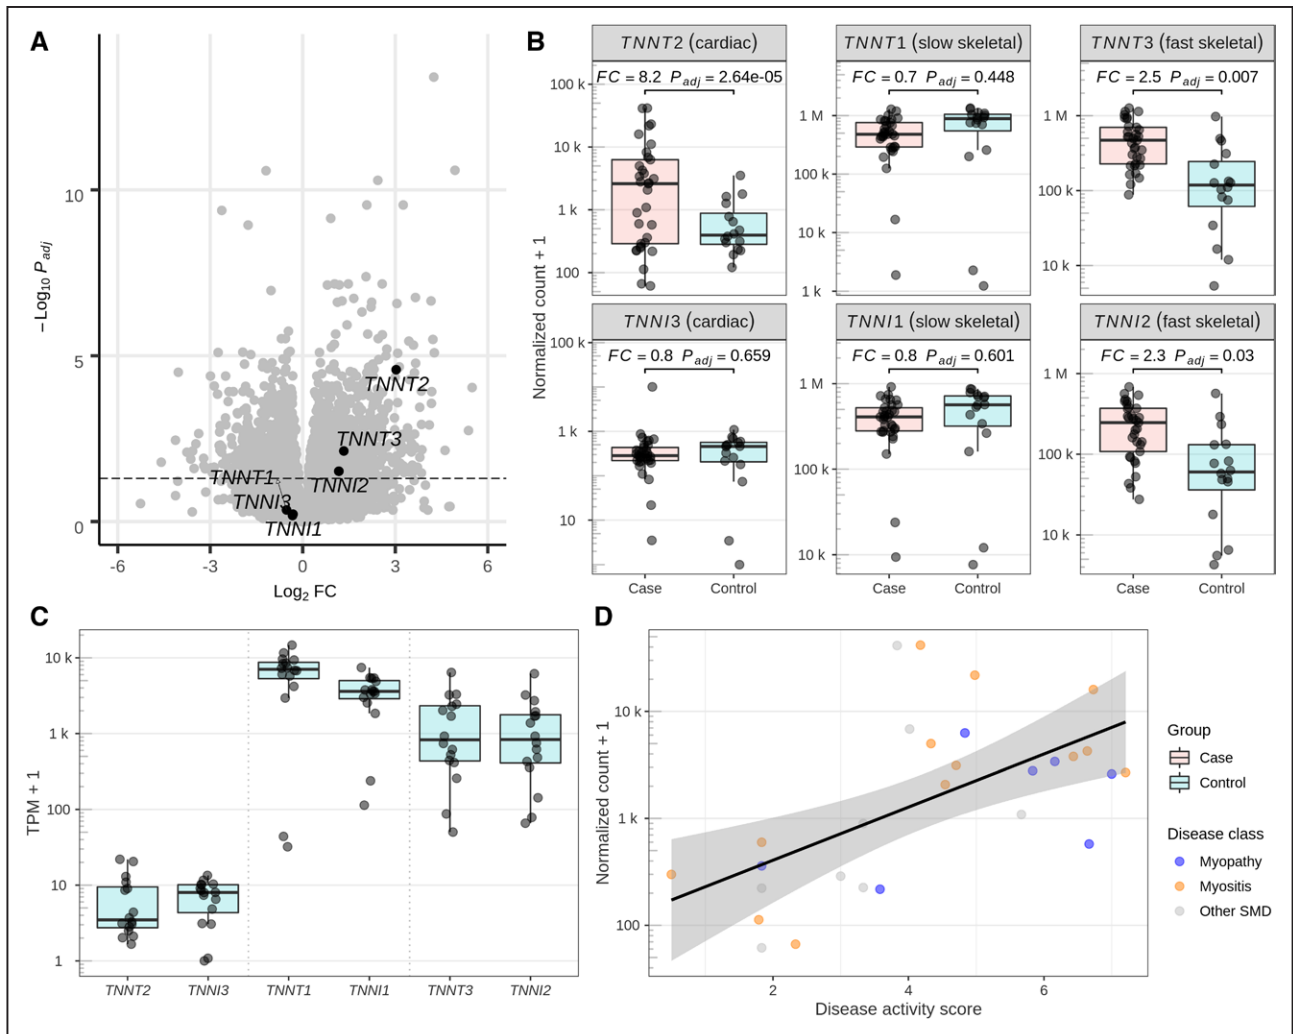 A
− Log10 Padj
10
5
0
TNNT2
TNNT3
TNNT1
TNNI2
TNNI3
TNNI1
-6 -3 0 3 6
Log2 FC
B
Normalized count + 1
TNNT2 (cardiac)
FC = 8.2 Padj = 2.64e-05
100 k
10 k
1 k
100
TNNT1 (slow skeletal)
FC = 0.7 Padj = 0.448
1 M
100 k
10 k
1 k
TNNT3 (fast skeletal)
FC = 2.5 Padj = 0.007
1 M
100 k
10 k
TNNI3 (cardiac)
100 k
FC = 0.8 Padj = 0.659
1 k
10
Case Control
TNNI1 (slow skeletal)
FC = 0.8 Padj = 0.601
1 M
100 k
10 k
Case Control
TNNI2 (fast skeletal)
FC = 2.3 Padj = 0.03
1 M
100 k
10 k
Case Control
C
TPM + 1
10 k
1 k
100
10
1
TNNT2 TNNI3 TNNT1 TNNI1 TNNT3 TNNI2
D
Normalized count + 1
10 k
1 k
100
2 4 6
Disease activity score
Group
Case
Control
Disease class
Myopathy
Myositis
Other SMD